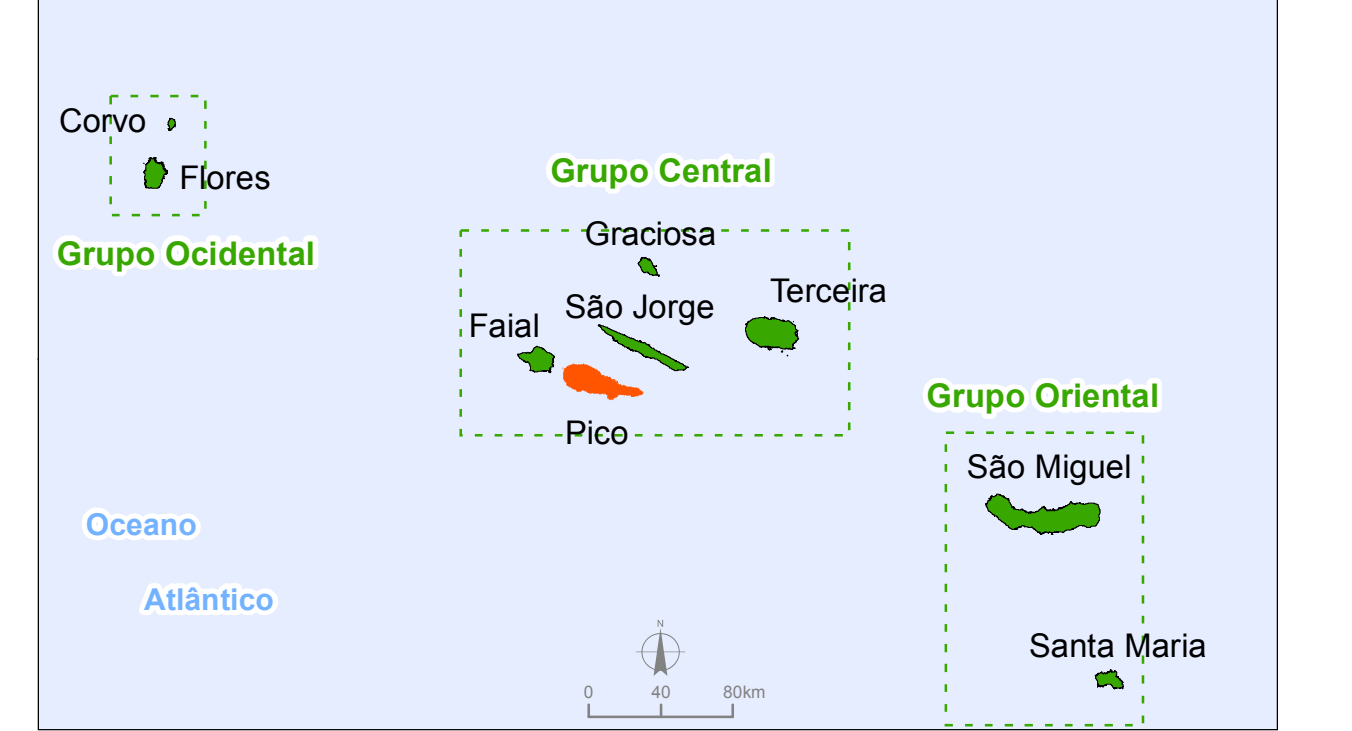 Corvo
Flores
Grupo Ocidental
Grupo Central
Graciosa
São Jorge
Terceira
Faial
Pico
Grupo Oriental
São Miguel
Santa Maria
Oceano
Atlântico
N
0 40 80km